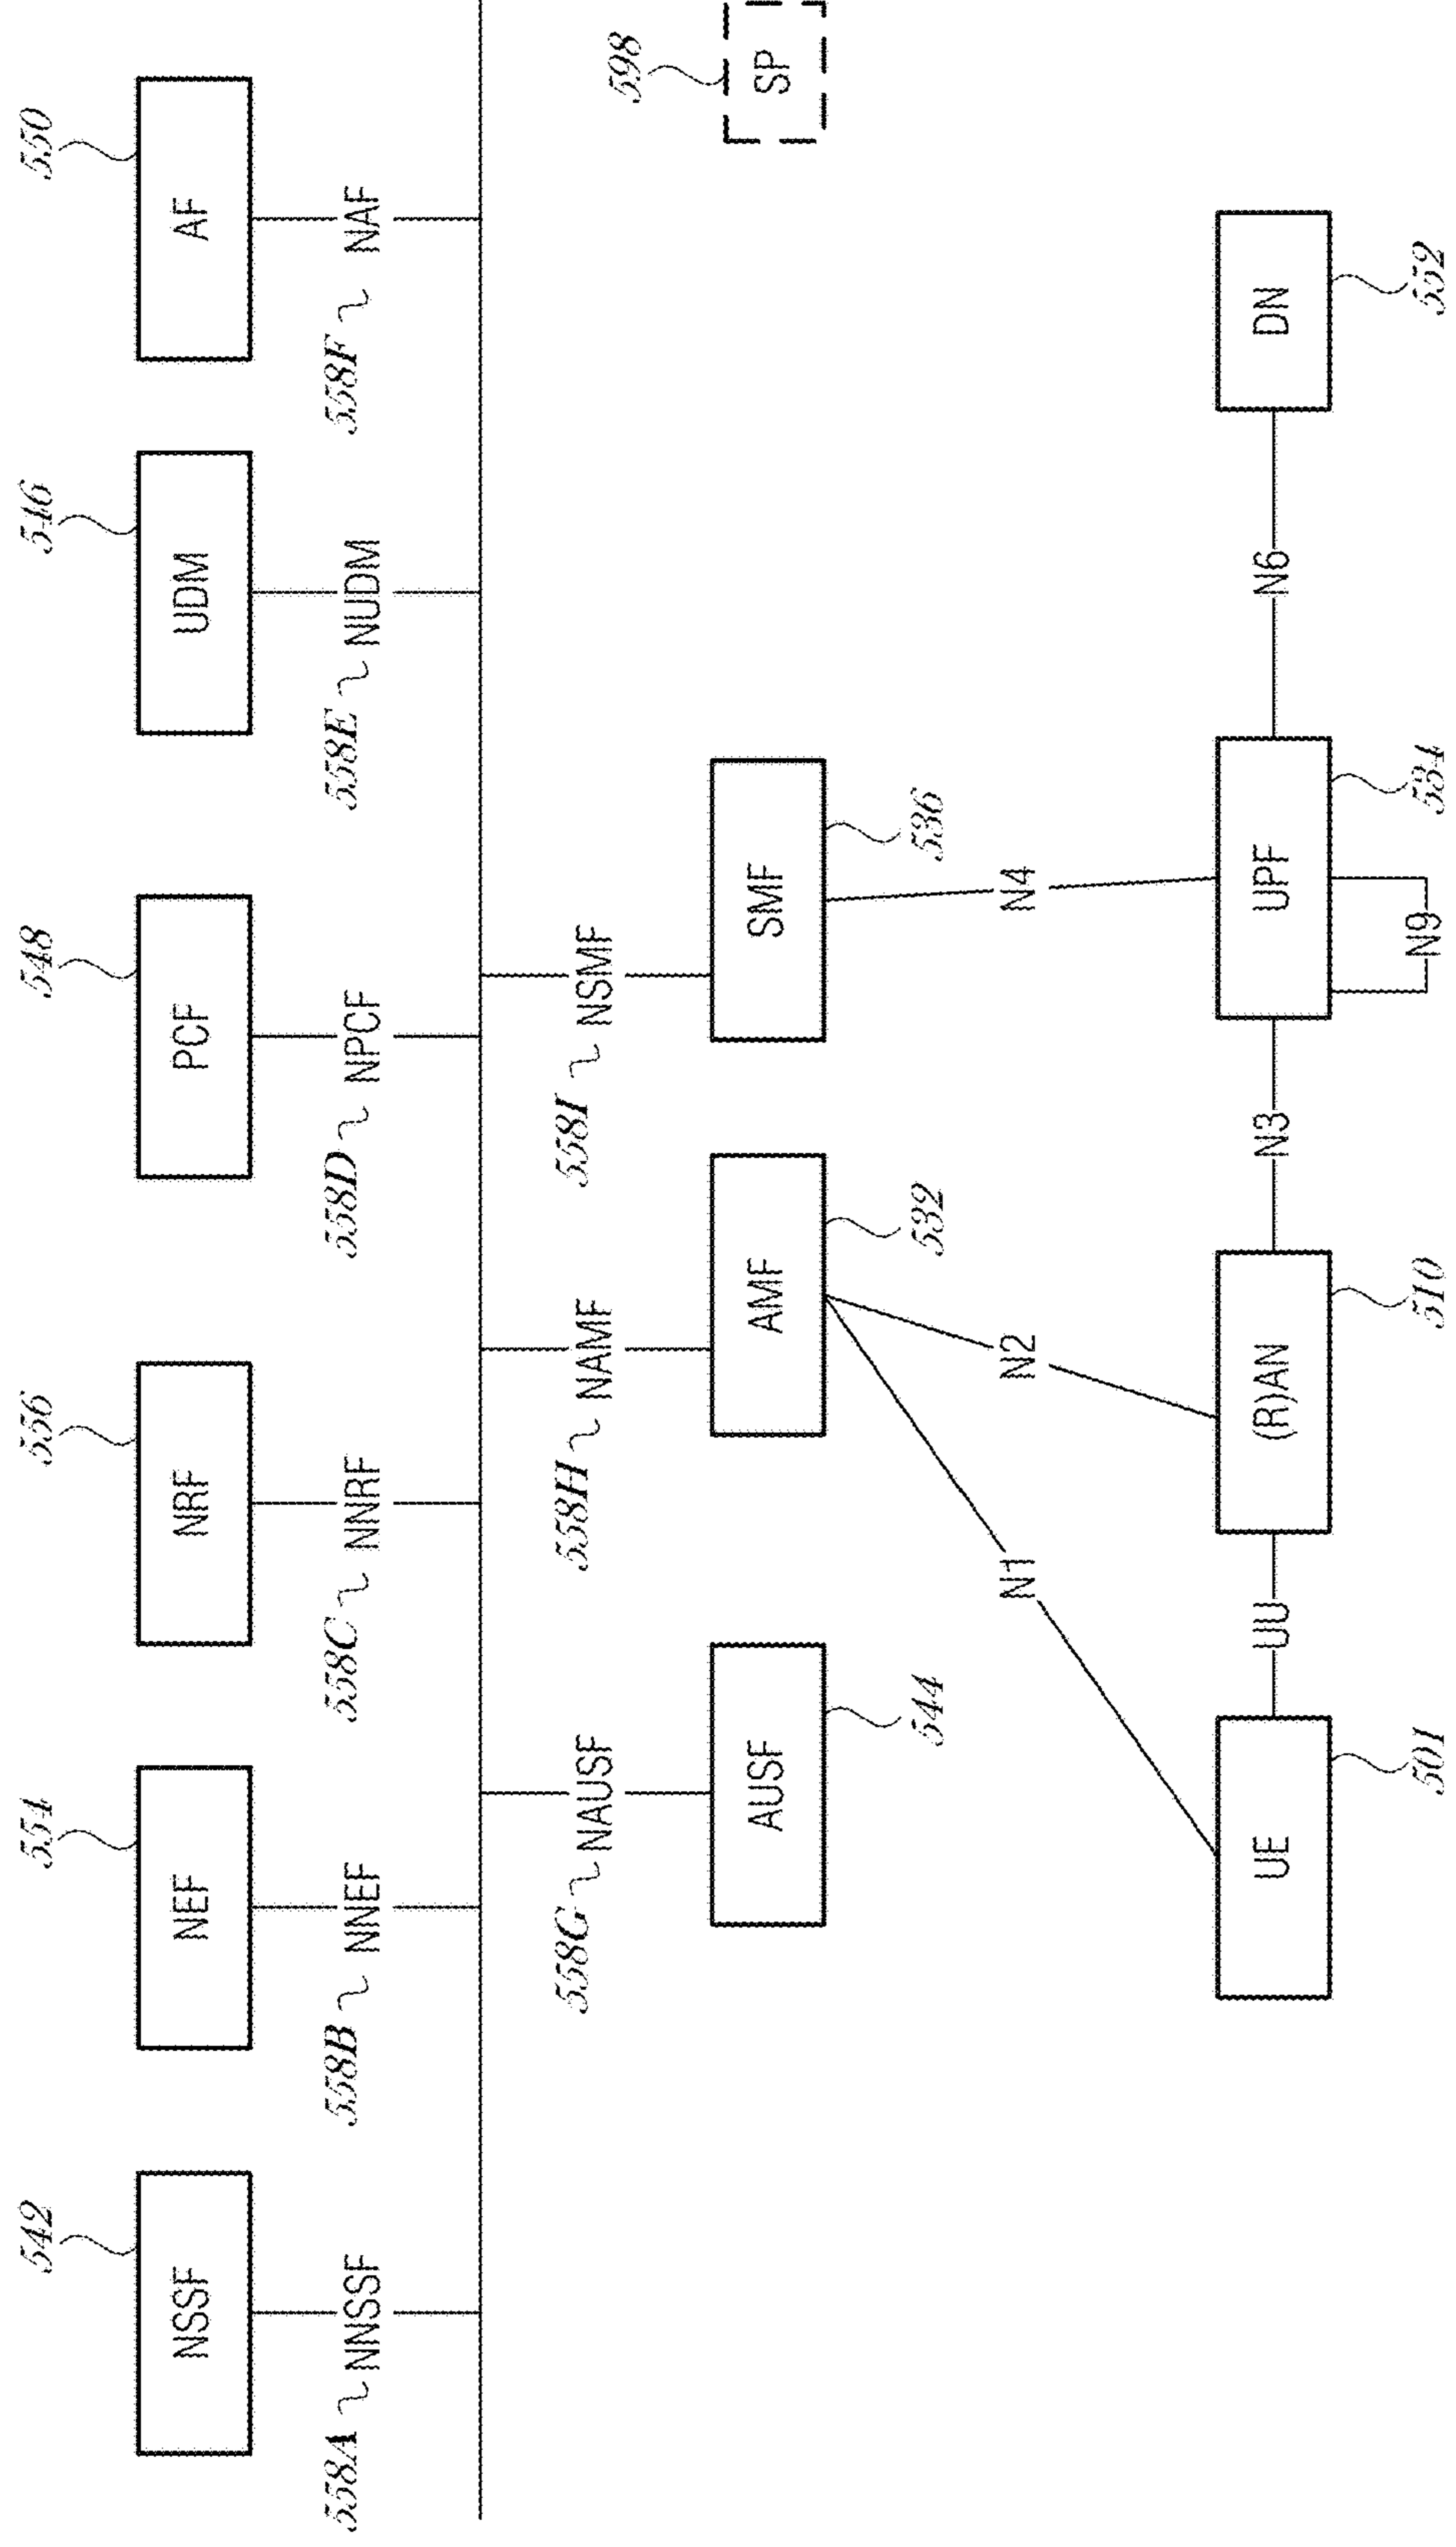 542 554 556 548 546 550
NSSF NEF NRF PCF UDM AF
558A NNSSF 558B NNEF 558C NNRF 558D NPCF 558E NUDM 558F NAF
558G NAUSF 558H NAMF 558I NSMF 598
AUSF AMF SMF SP
544 532 536
N1 N2 N4
UE UU (R)AN N3 UPF N6 DN
501 510 N9 534 552